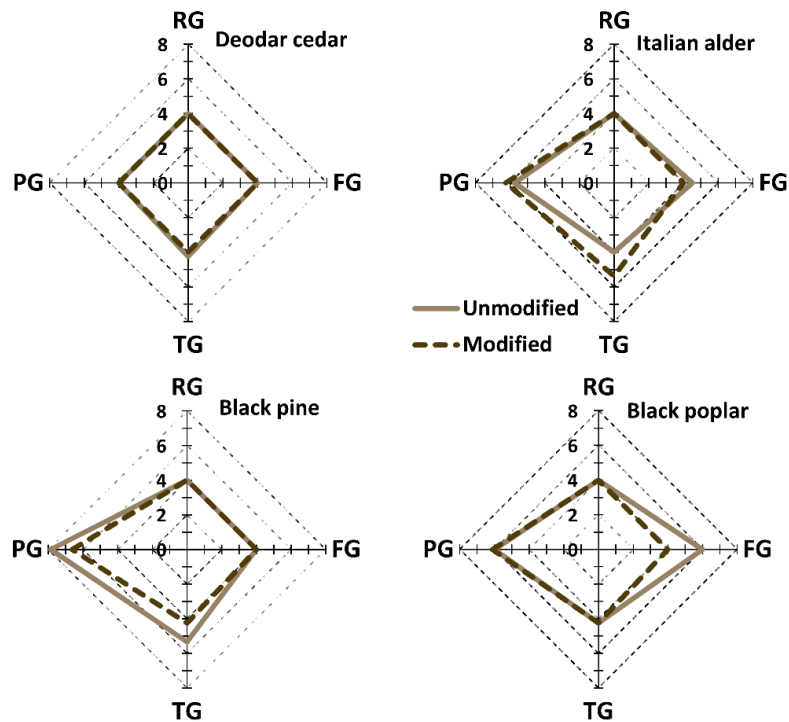 RG
Deodar cedar
8
6
4
2
0
PG
FG
TG
RG
Italian alder
8
6
4
2
0
PG
FG
TG
Unmodified
Modified
RG
Black pine
8
6
4
2
0
PG
FG
TG
RG
Black poplar
8
6
4
2
0
PG
FG
TG